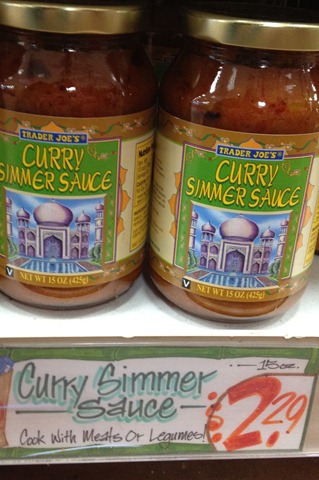 TRADER JOE'S
CURRY
SIMMER SAUCE
V
NET WT 15 OZ (425g)
TRADER JOE'S
CURRY
SIMMER SAUCE
V
NET WT 15 OZ (425g)
15 oz.
Curry Simmer
Sauce
$2.29
Cook With Meats Or Legumes!